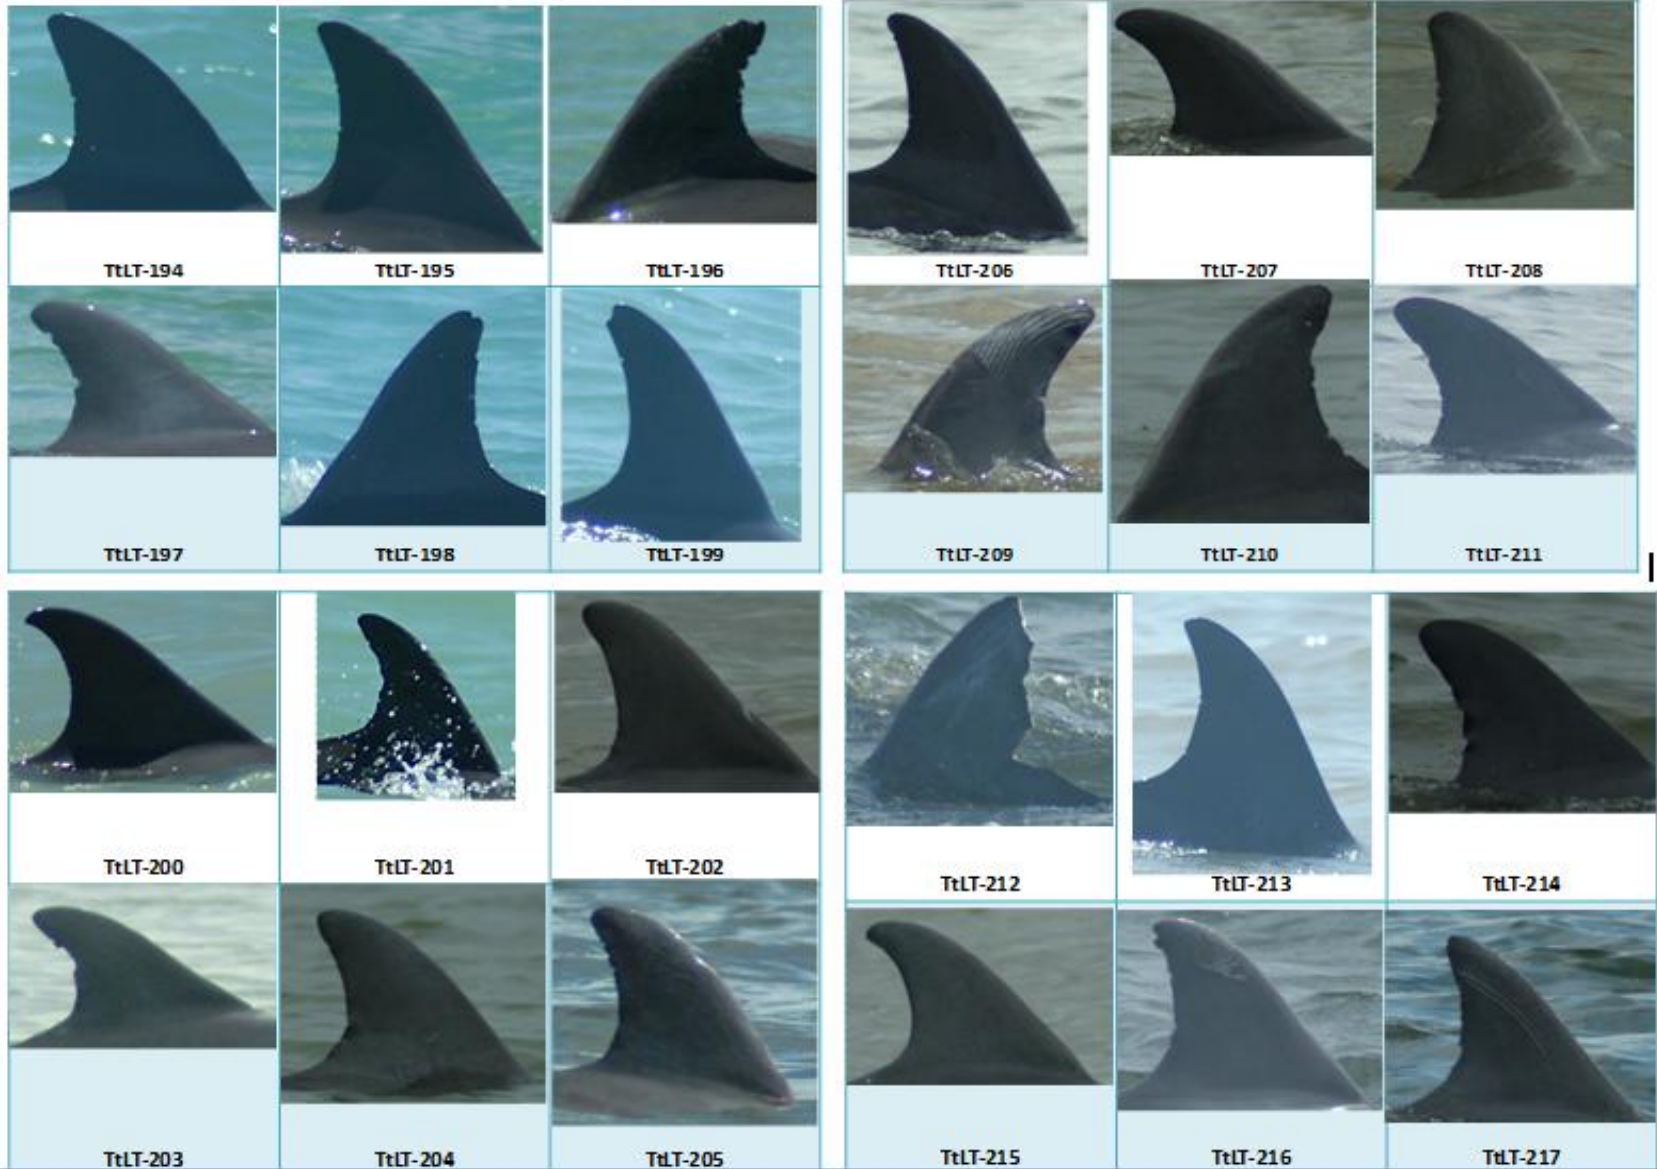 TtLT-194 TtLT-195 TtLT-196
TtLT-197 TtLT-198 TtLT-199
TtLT-200 TtLT-201 TtLT-202
TtLT-203 TtLT-204 TtLT-205
TtLT-206 TtLT-207 TtLT-208
TtLT-209 TtLT-210 TtLT-211
TtLT-212 TtLT-213 TtLT-214
TtLT-215 TtLT-216 TtLT-217